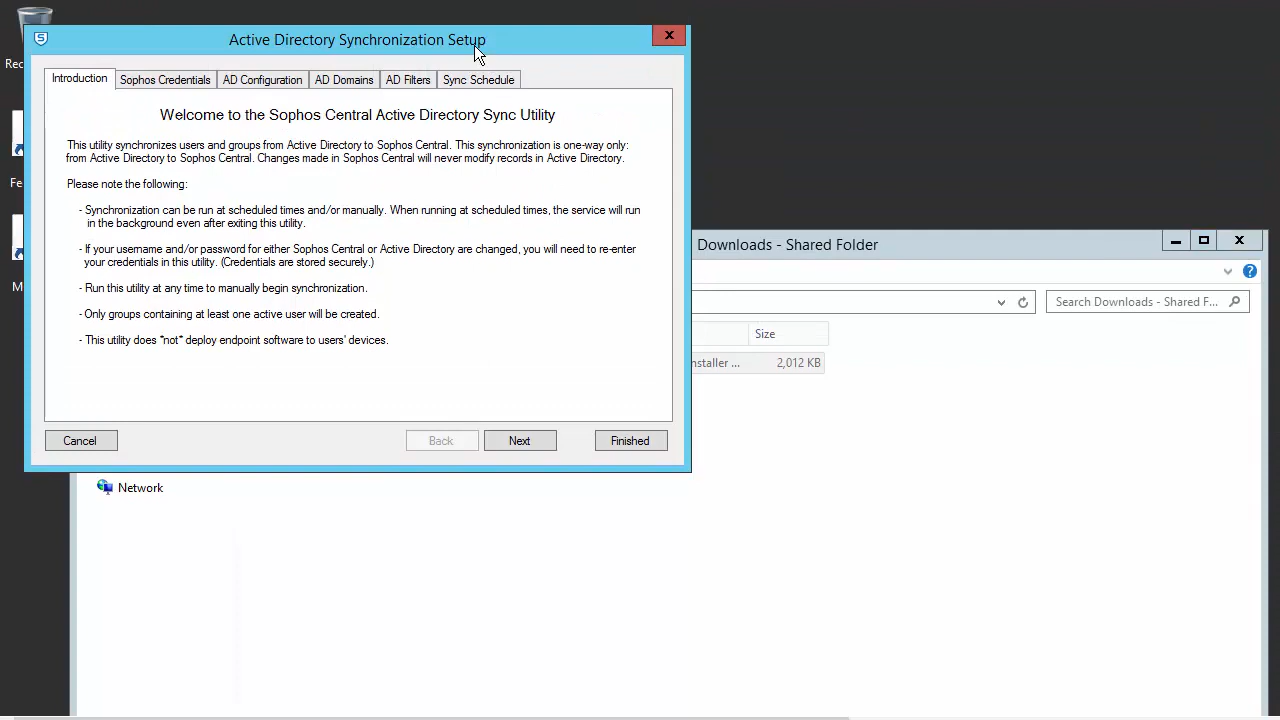 Rec
Fe
M
Active Directory Synchronization Setup
Introduction
Sophos Credentials
AD Configuration
AD Domains
AD Filters
Sync Schedule
Welcome to the Sophos Central Active Directory Sync Utility
This utility synchronizes users and groups from Active Directory to Sophos Central. This synchronization is one-way only:
from Active Directory to Sophos Central. Changes made in Sophos Central will never modify records in Active Directory.
Please note the following:
- Synchronization can be run at scheduled times and/or manually. When running at scheduled times, the service will run
in the background even after exiting this utility.
- If your username and/or password for either Sophos Central or Active Directory are changed, you will need to re-enter
your credentials in this utility. (Credentials are stored securely.)
- Run this utility at any time to manually begin synchronization.
- Only groups containing at least one active user will be created.
- This utility does *not* deploy endpoint software to users' devices.
Cancel
Back
Next
Finished
Downloads - Shared Folder
Search Downloads - Shared F...
Size
nstaller ...
2,012 KB
Network